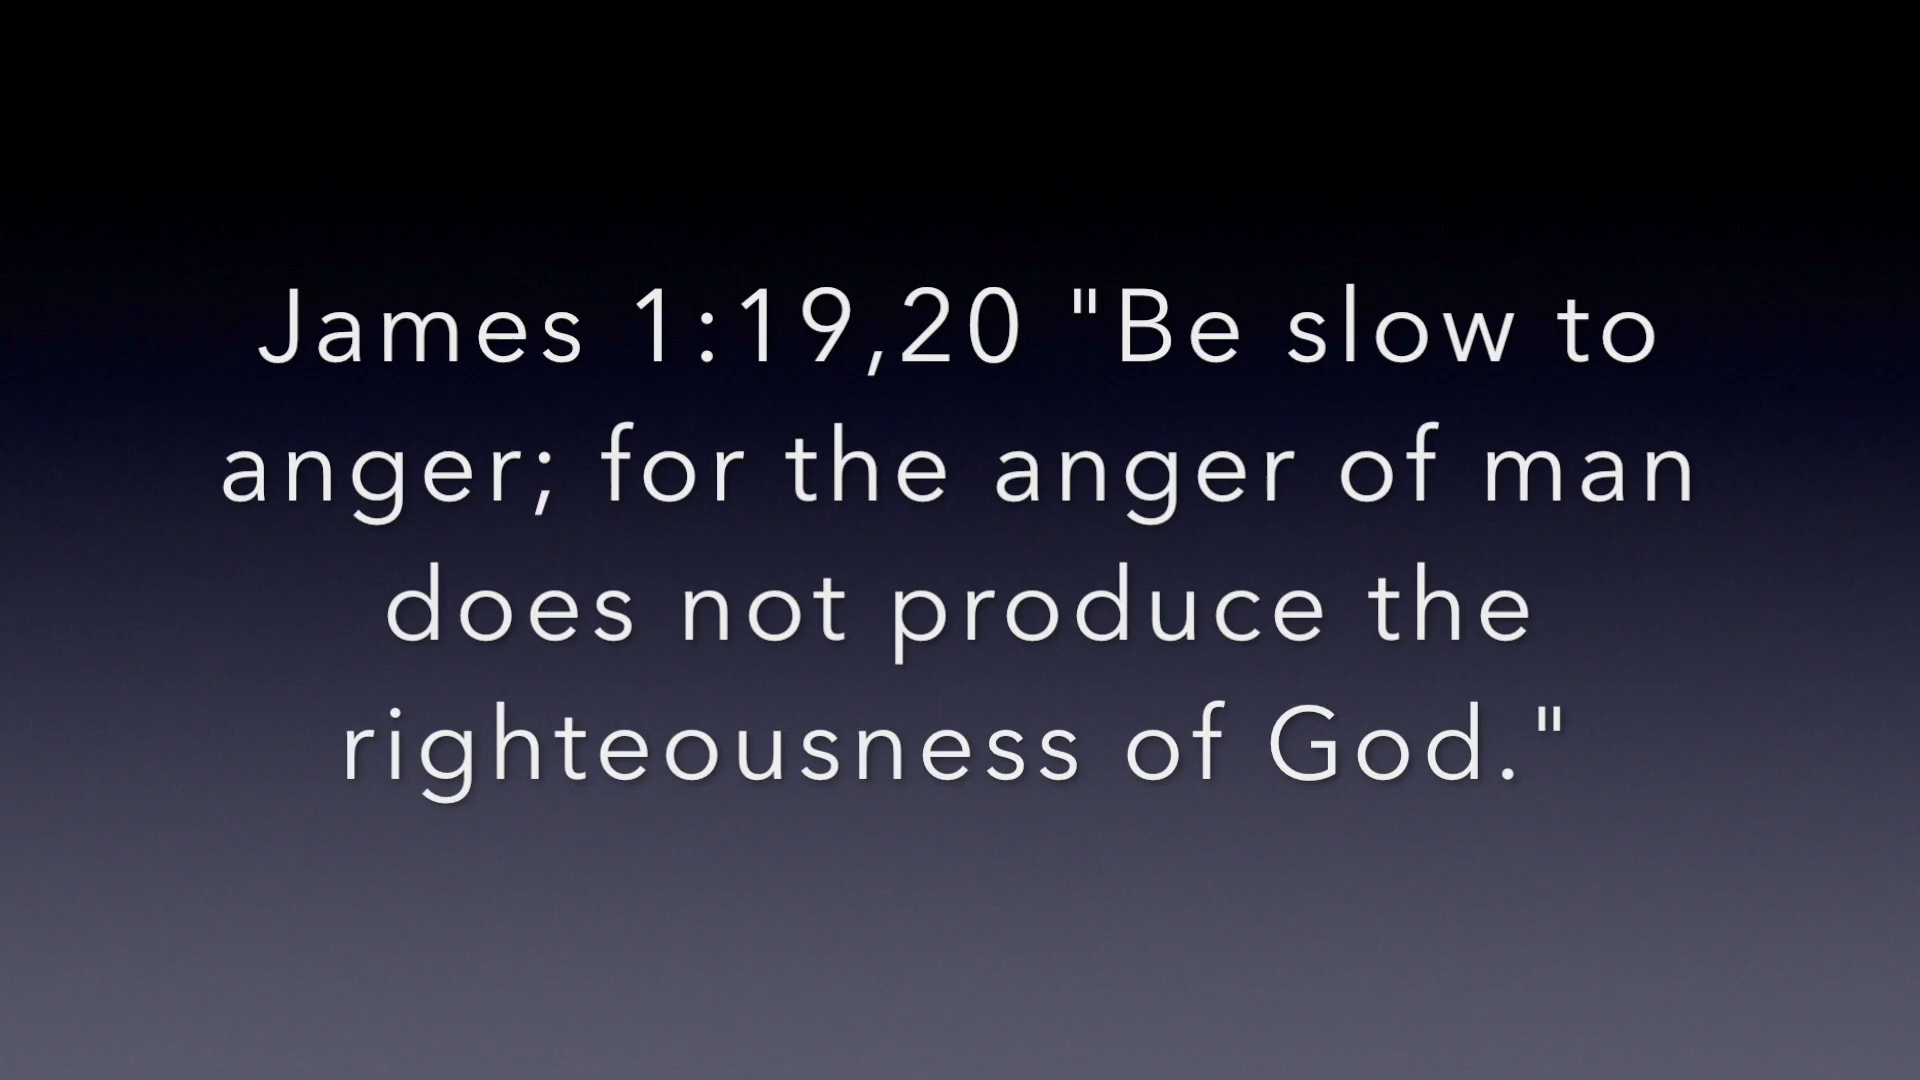 James 1:19,20 "Be slow to
anger; for the anger of man
does not produce the
righteousness of God."